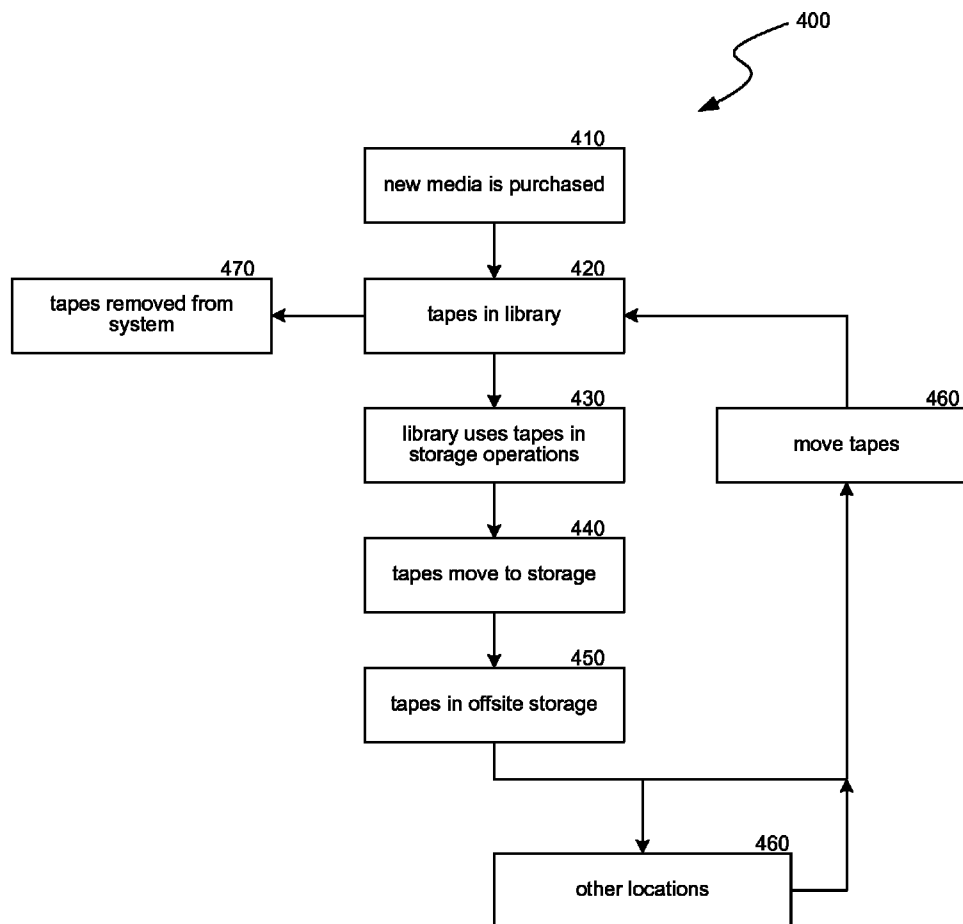 400
410
new media is purchased
470
tapes removed from
system
420
tapes in library
430
library uses tapes in
storage operations
460
move tapes
440
tapes move to storage
450
tapes in offsite storage
460
other locations